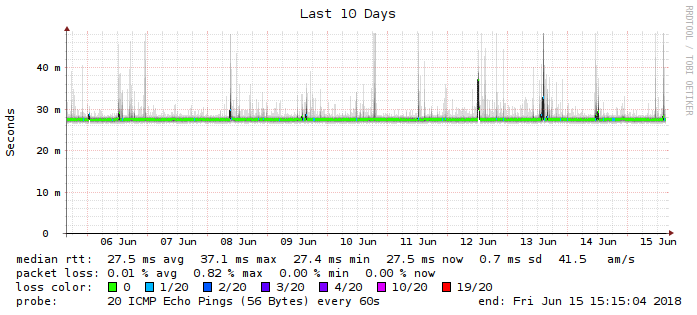 Last 10 Days
RRDTOOL / TOBI OETIKER
Seconds
40 m
30 m
20 m
10 m
0
06 Jun 07 Jun 08 Jun 09 Jun 10 Jun 11 Jun 12 Jun 13 Jun 14 Jun 15 Jun
median rtt: 27.5 ms avg 37.1 ms max 27.4 ms min 27.5 ms now 0.7 ms sd 41.5 am/s
packet loss: 0.01 % avg 0.82 % max 0.00 % min 0.00 % now
loss color: 0 1/20 2/20 3/20 4/20 10/20 19/20
probe: 20 ICMP Echo Pings (56 Bytes) every 60s end: Fri Jun 15 15:15:04 2018